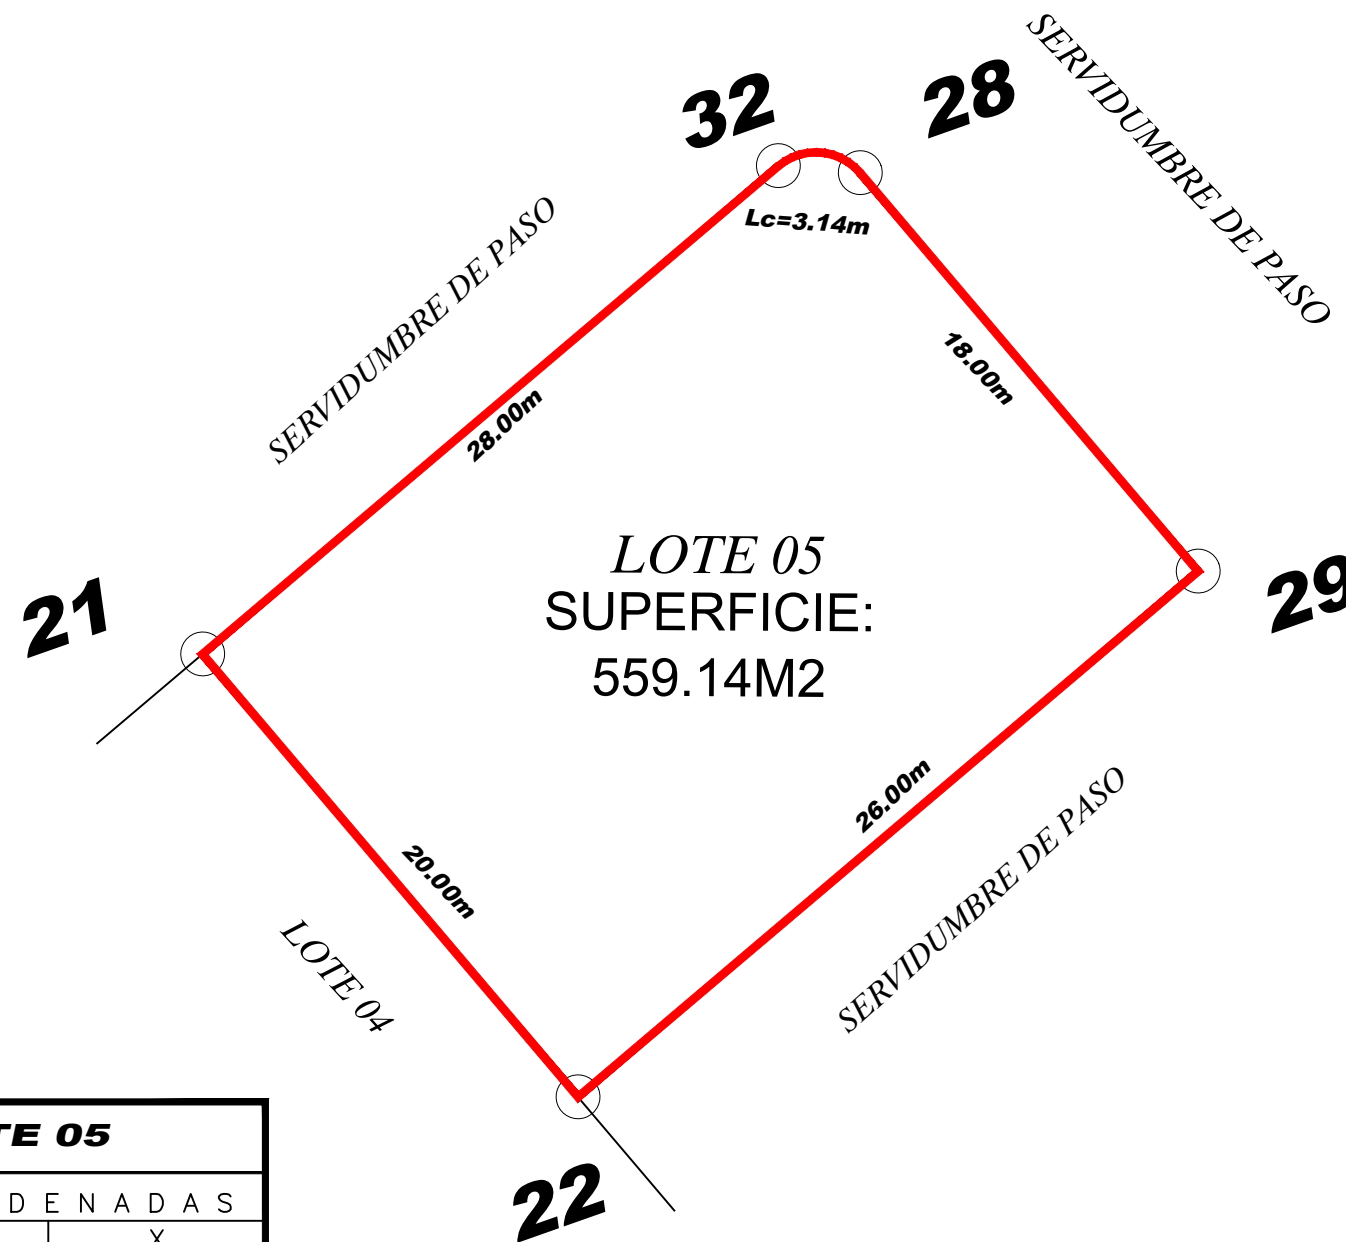 SERVIDUMBRE DE PASO
32
28
Lc=3.14m
SERVIDUMBRE DE PASO
18.00m
28.00m
LOTE 05
SUPERFICIE:
559.14M2
21
29
26.00m
20.00m
SERVIDUMBRE DE PASO
LOTE 04
22
TE 05
DENADAS
X